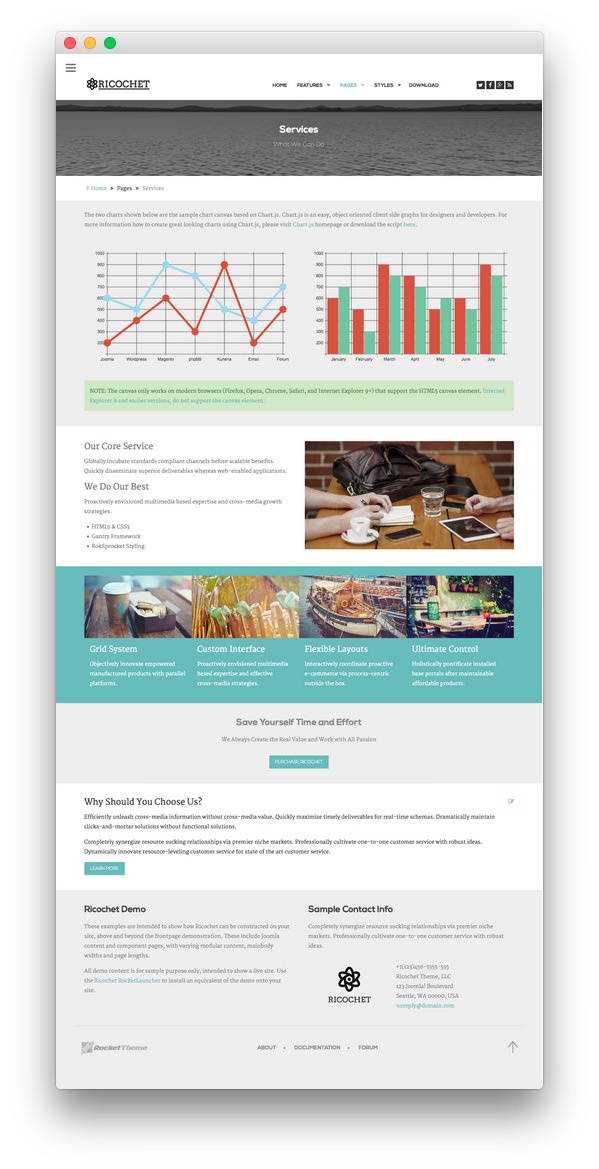 RICOCHET
HOME FEATURES PAGES STYLES DOWNLOAD
Services
What We Can Do
Home » Pages » Services
The two charts shown below are the sample chart canvas based on Chart.js. Chart.js is an easy, object oriented client side graphs for designers and developers. For
more information how to create great looking charts using Chart.js, please visit Chart.js homepage or download the script here.
1000
900
800
700
600
500
400
300
200
Joomla Wordpress Magento phpBB Kunena Email Forum
1000
900
800
700
600
500
400
300
200
January February March April May June July
NOTE: The canvas only works on modern browsers (Firefox, Opera, Chrome, Safari, and Internet Explorer 9+) that support the HTML5 canvas element. Internet
Explorer 8 and earlier versions, do not support the canvas element.
Our Core Service
Globally incubate standards compliant channels before scalable benefits.
Quickly disseminate superior deliverables whereas web-enabled applications.
We Do Our Best
Proactively envisioned multimedia based expertise and cross-media growth
strategies.
• HTML5 & CSS3
• Gantry Framework
• RokSprocket Styling
Grid System
Objectively innovate empowered
manufactured products with parallel
platforms.
Custom Interface
Proactively envisioned multimedia
based expertise and effective
cross-media strategies.
Flexible Layouts
Interactively coordinate proactive
e-commerce via process-centric
outside the box.
Ultimate Control
Holistically pontificate installed
base portals after maintainable
affordable products.
Save Yourself Time and Effort
We Always Create the Real Value and Work with All Passion
PURCHASE RICOCHET
Why Should You Choose Us?
Efficiently unleash cross-media information without cross-media value. Quickly maximize timely deliverables for real-time schemas. Dramatically maintain
clicks-and-mortar solutions without functional solutions.
Completely synergize resource sucking relationships via premier niche markets. Professionally cultivate one-to-one customer service with robust ideas.
Dynamically innovate resource-leveling customer service for state of the art customer service.
LEARN MORE
Ricochet Demo
These examples are intended to show how Ricochet can be constructed on your
site, above and beyond the frontpage demonstration. These include Joomla
content and component pages, with varying modular content, mainbody
widths and page lengths.
All demo content is for sample purpose only, intended to show a live site. Use
the Ricochet RocketLauncher to install an equivalent of the demo onto your
site.
Sample Contact Info
Completely synergize resource sucking relationships via premier niche
markets. Professionally cultivate one-to-one customer service with robust
ideas.
RICOCHET
+1(123)456-5555-555
Ricochet Theme, LLC
123 Joomla! Boulevard
Seattle, WA 00000, USA
noreply@domain.com
RocketTheme
ABOUT • DOCUMENTATION • FORUM